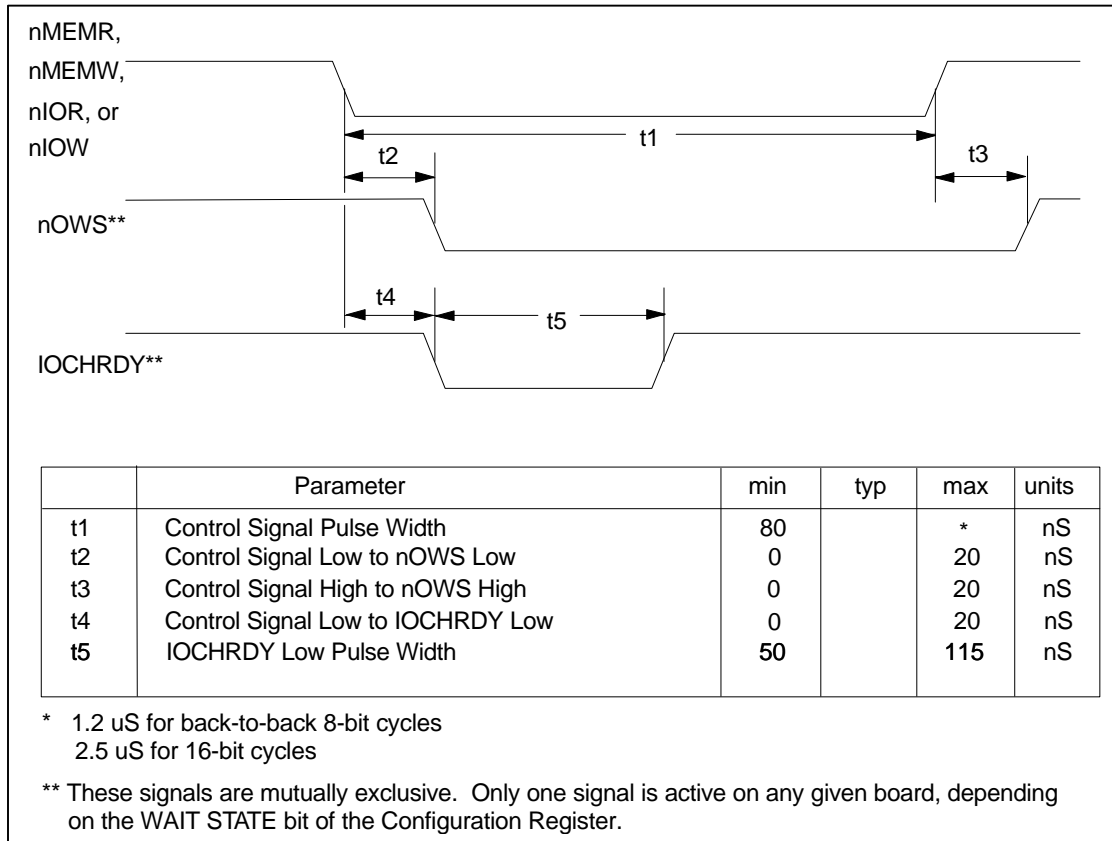 nMEMR,
nMEMW,
nIOR, or
nIOW
t1
t2
t3
nOWS**
t4
t5
IOCHRDY**
Parameter min typ max units
t1 Control Signal Pulse Width 80 * nS
t2 Control Signal Low to nOWS Low 0 20 nS
t3 Control Signal High to nOWS High 0 20 nS
t4 Control Signal Low to IOCHRDY Low 0 20 nS
t5 IOCHRDY Low Pulse Width 50 115 nS
* 1.2 uS for back-to-back 8-bit cycles
2.5 uS for 16-bit cycles
** These signals are mutually exclusive. Only one signal is active on any given board, depending
on the WAIT STATE bit of the Configuration Register.